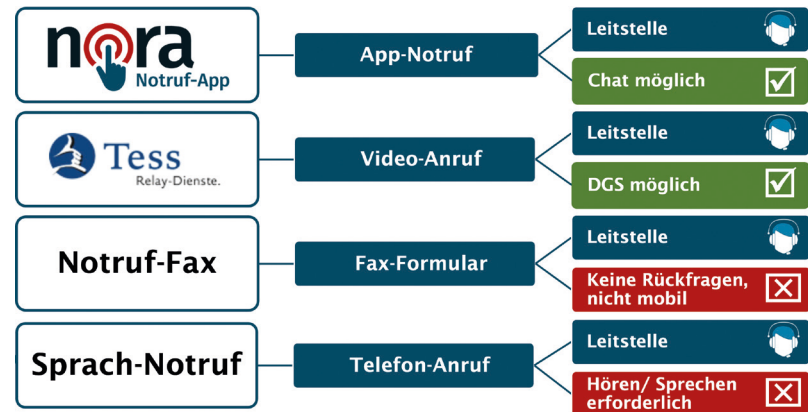 nora
Notruf-App
App-Notruf
Leitstelle
Chat möglich
Tess
Relay-Dienste.
Video-Anruf
Leitstelle
DGS möglich
Notruf-Fax
Fax-Formular
Leitstelle
Keine Rückfragen,
nicht mobil
Sprach-Notruf
Telefon-Anruf
Leitstelle
Hören/ Sprechen
erforderlich